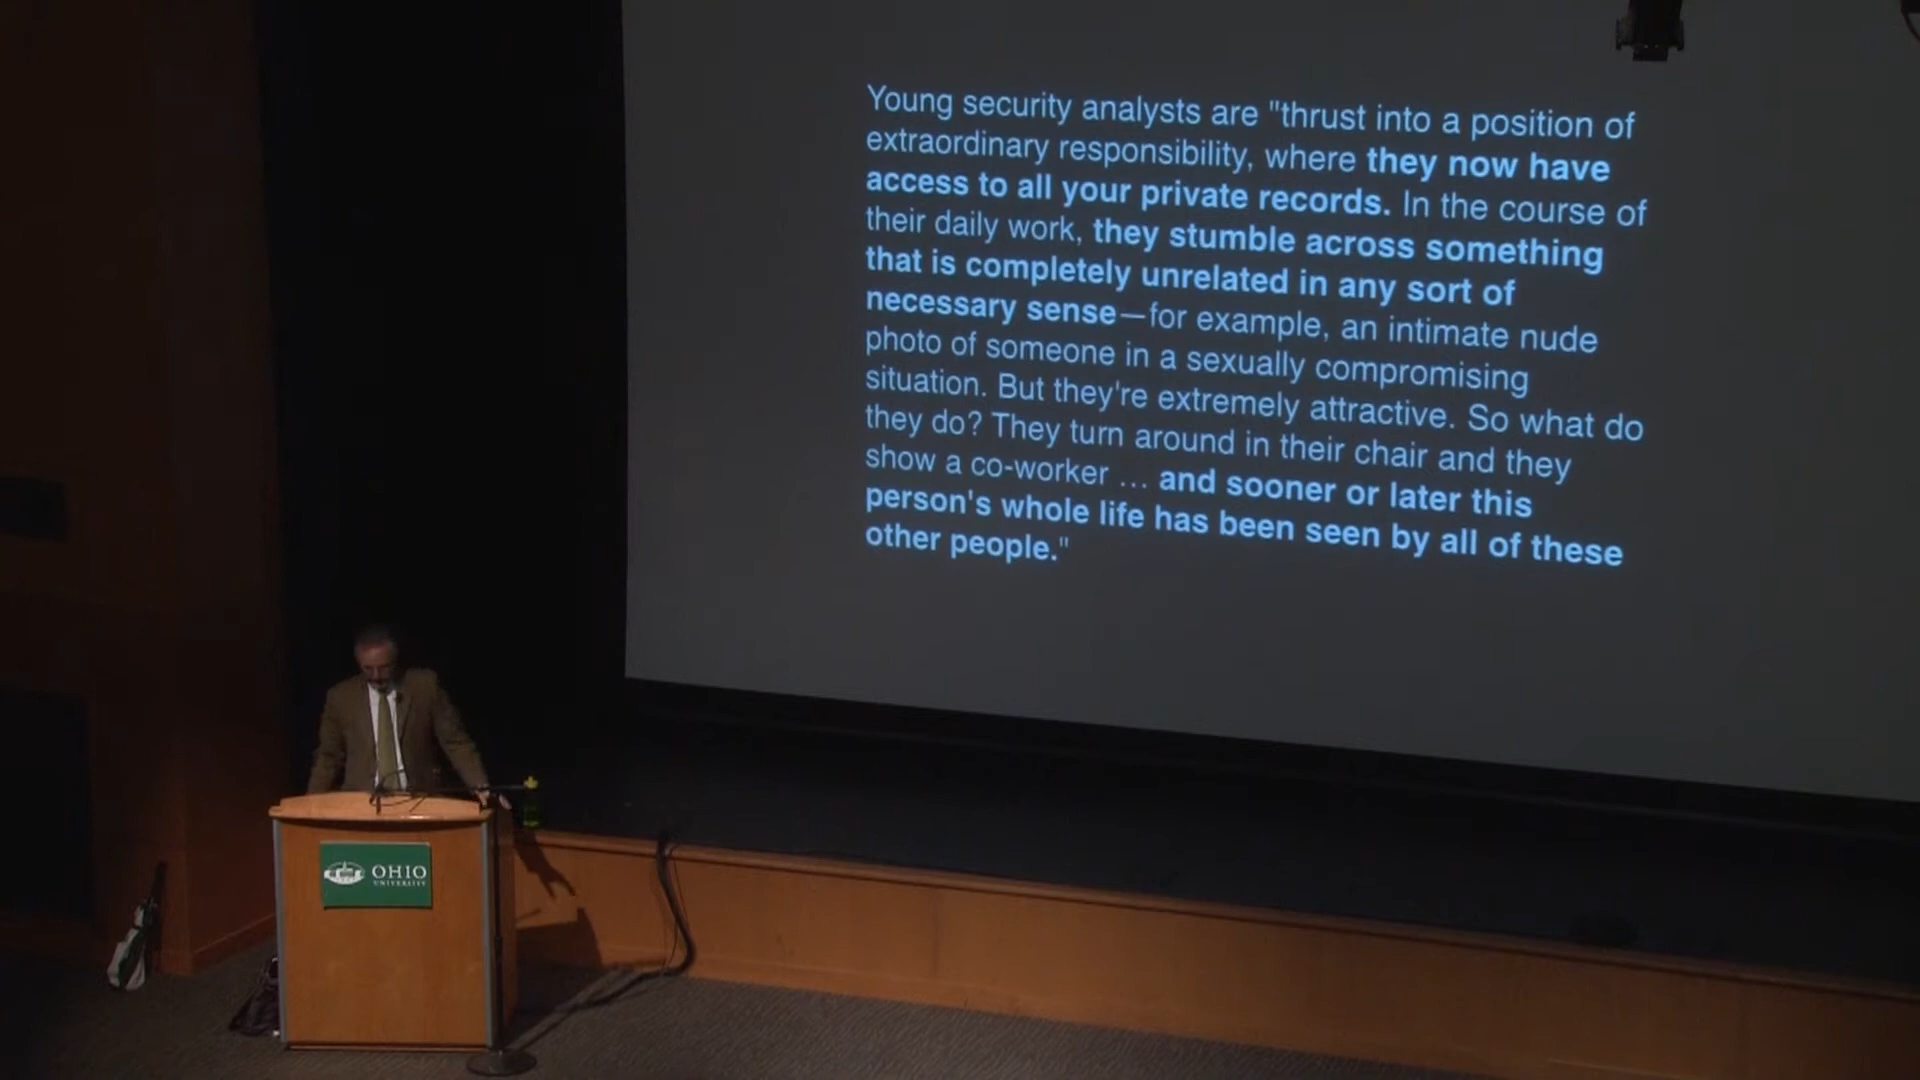 Young security analysts are "thrust into a position of
extraordinary responsibility, where they now have
access to all your private records. In the course of
their daily work, they stumble across something
that is completely unrelated in any sort of
necessary sense—for example, an intimate nude
photo of someone in a sexually compromising
situation. But they're extremely attractive. So what do
they do? They turn around in their chair and they
show a co-worker ... and sooner or later this
person's whole life has been seen by all of these
other people."
OHIO
UNIVERSITY